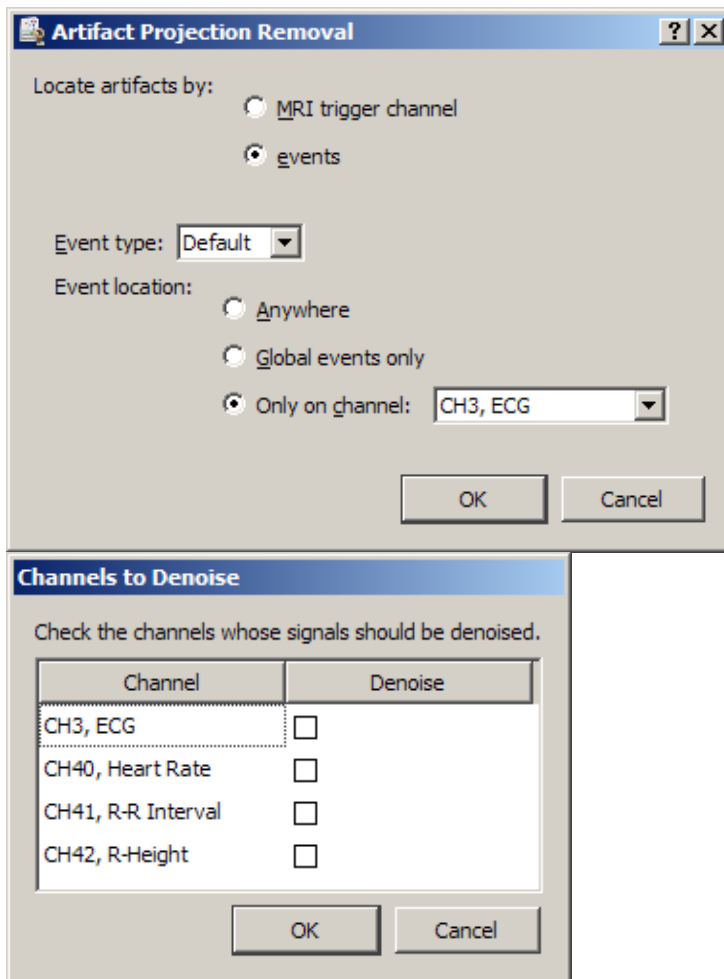 Artifact Projection Removal
Locate artifacts by:
MRI trigger channel
events
Event type: Default
Event location:
Anywhere
Global events only
Only on channel: CH3, ECG
OK Cancel
Channels to Denoise
Check the channels whose signals should be denoised.
Channel Denoise
CH3, ECG
CH40, Heart Rate
CH41, R-R Interval
CH42, R-Height
OK Cancel